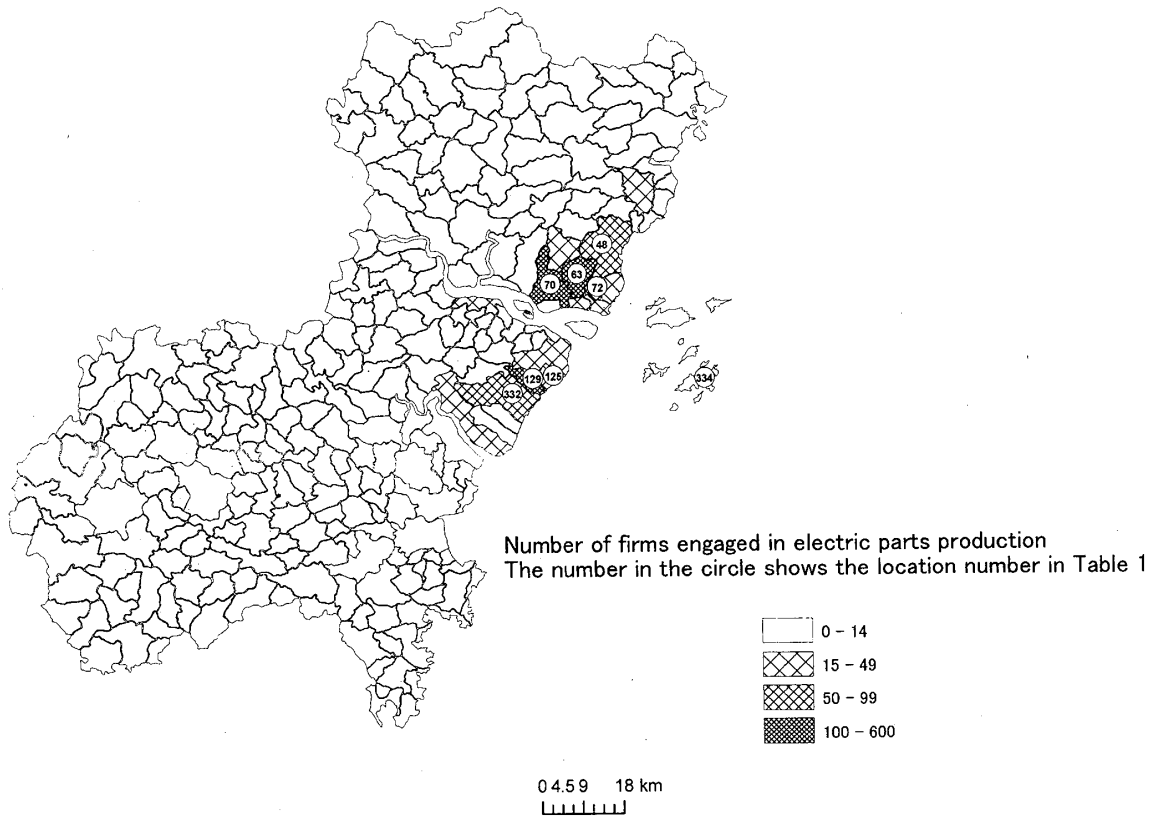 48
63
70
72
129
125
332
334
Number of firms engaged in electric parts production
The number in the circle shows the location number in Table 1
0 - 14
15 - 49
50 - 99
100 - 600
0 4.5 9 18 km